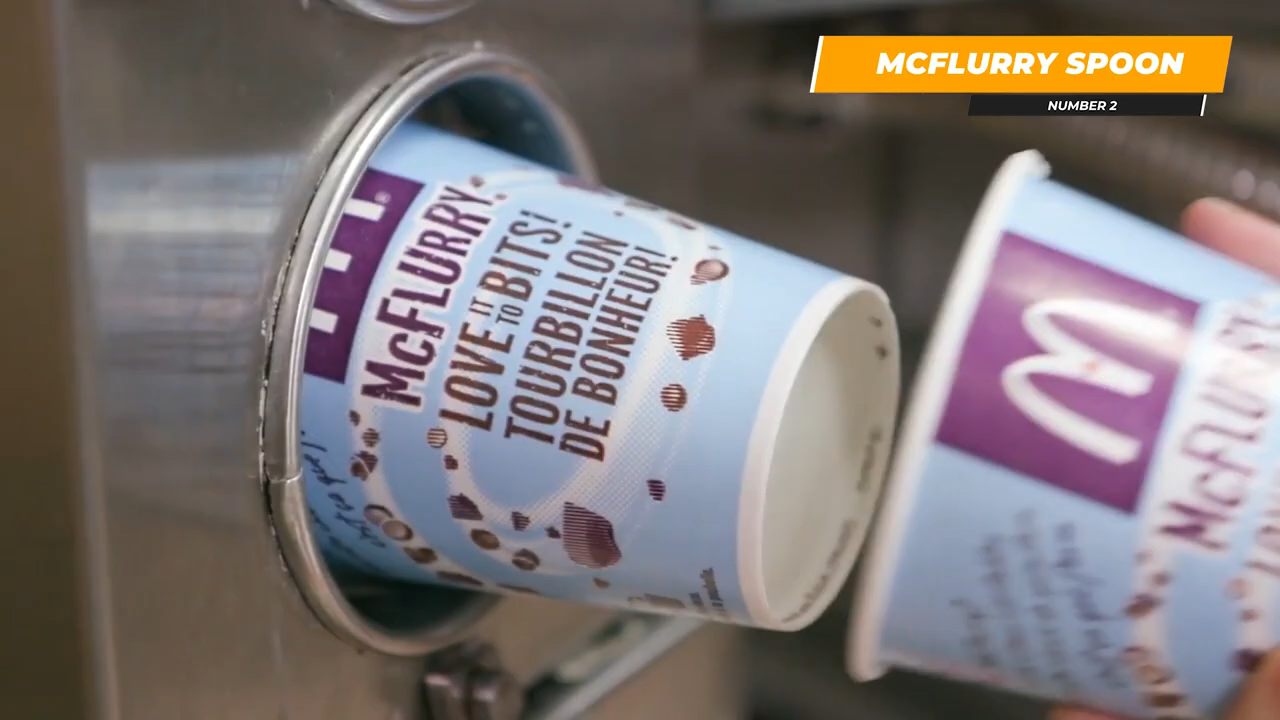 MCFLURRY SPOON
NUMBER 2
McFLURRY®
LOVE IT TO BITS!
TOURBILLON
DE BONHEUR!
McFLURRY